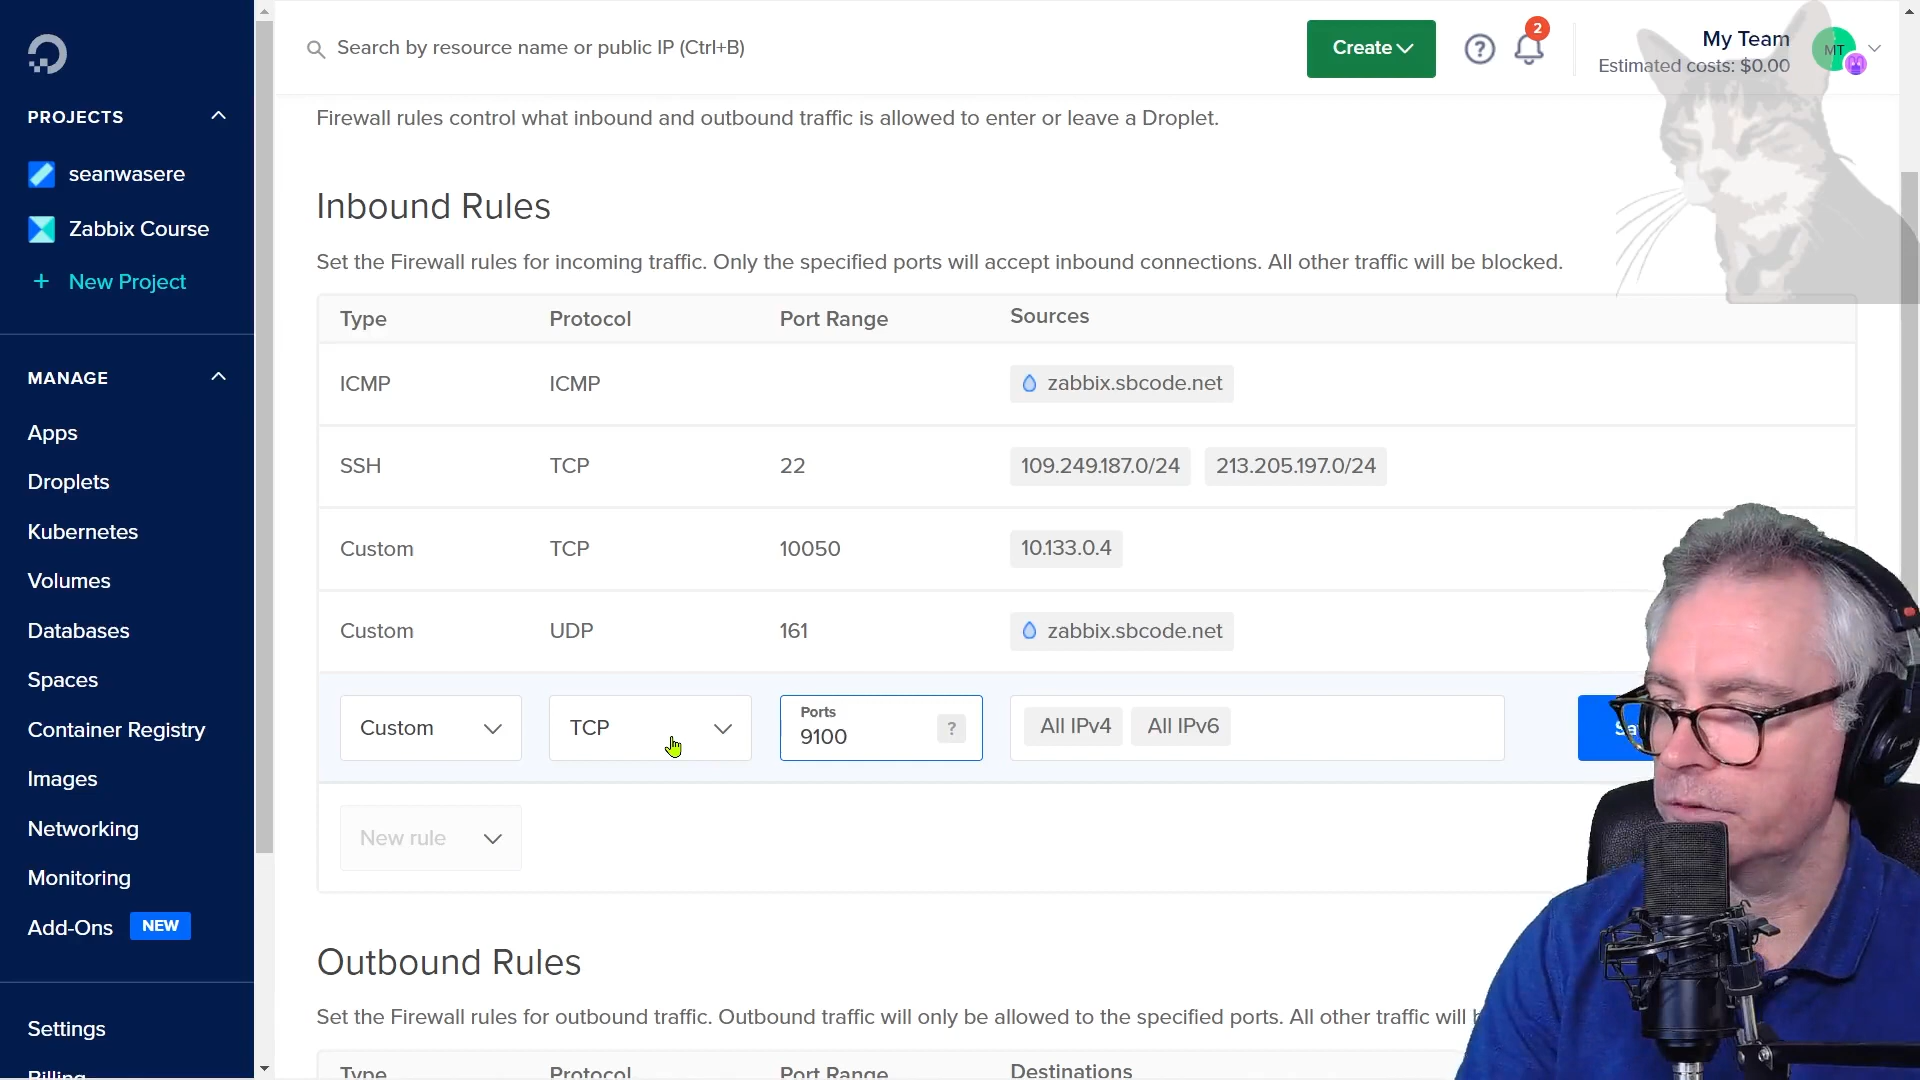 Search by resource name or public IP (Ctrl+B)
Create
2
My Team
Estimated costs: $0.00
MT
PROJECTS
seanwasere
Zabbix Course
+ New Project
MANAGE
Apps
Droplets
Kubernetes
Volumes
Databases
Spaces
Container Registry
Images
Networking
Monitoring
Add-Ons NEW
Settings
Billing
Firewall rules control what inbound and outbound traffic is allowed to enter or leave a Droplet.
Inbound Rules
Set the Firewall rules for incoming traffic. Only the specified ports will accept inbound connections. All other traffic will be blocked.
Type Protocol Port Range Sources
ICMP ICMP zabbix.sbcode.net
SSH TCP 22 109.249.187.0/24 213.205.197.0/24
Custom TCP 10050 10.133.0.4
Custom UDP 161 zabbix.sbcode.net
Ports
Custom TCP 9100 ? All IPv4 All IPv6
New rule
Outbound Rules
Set the Firewall rules for outbound traffic. Outbound traffic will only be allowed to the specified ports. All other traffic will
Type Protocol Port Range Destinations